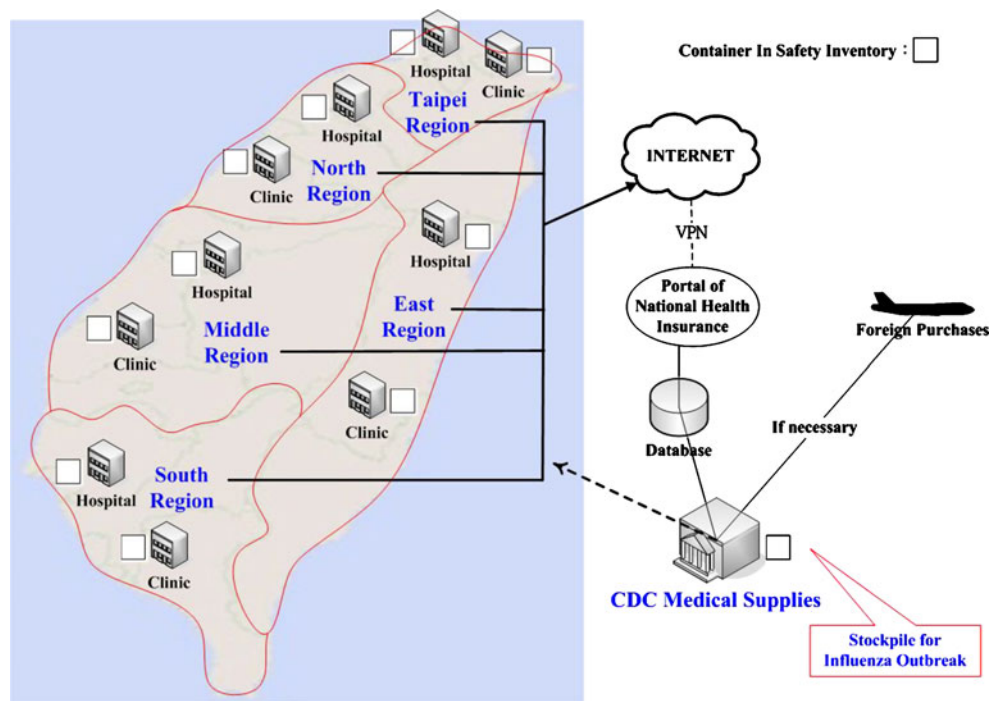 Container In Safety Inventory :
Hospital
Clinic
Taipei
Region
Hospital
North
Region
Clinic
INTERNET
VPN
Hospital
Hospital
Portal of
National Health
Insurance
East
Region
Middle
Region
Clinic
Foreign Purchases
Clinic
Database
If necessary
South
Region
Hospital
Clinic
CDC Medical Supplies
Stockpile for
Influenza Outbreak